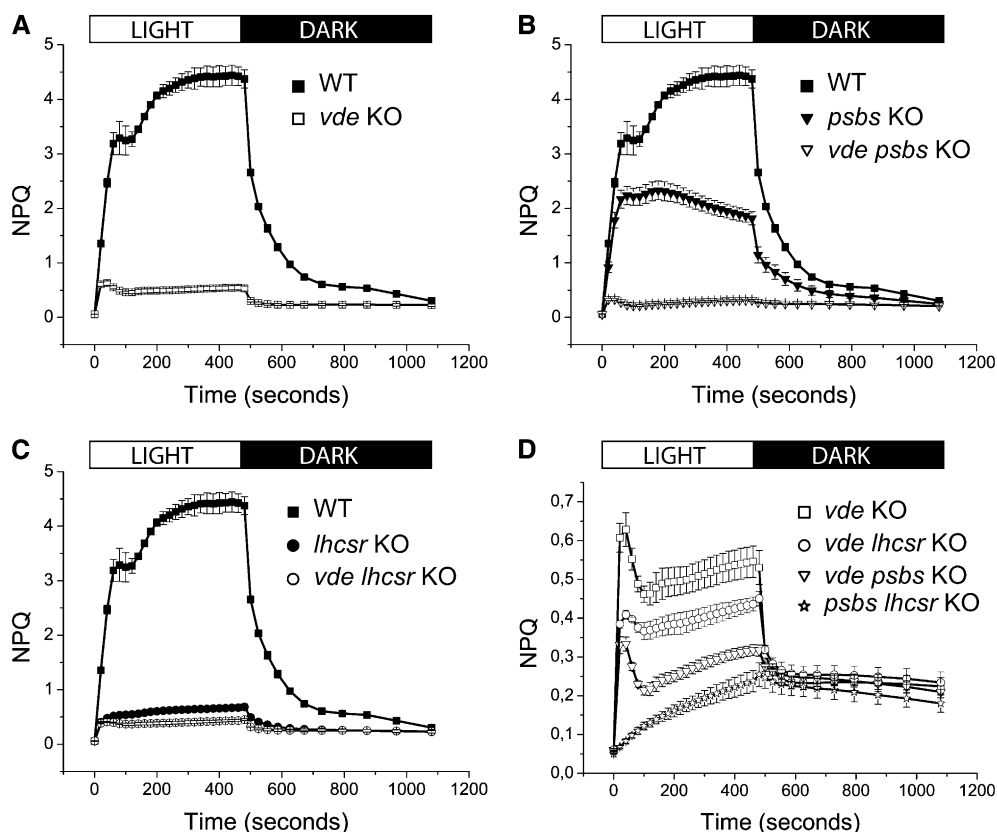 A
LIGHT DARK
5
4
3
2
1
0
NPQ
WT
vde KO
0 200 400 600 800 1000 1200
Time (seconds)
B
LIGHT DARK
5
4
3
2
1
0
NPQ
WT
psbs KO
vde psbs KO
0 200 400 600 800 1000 1200
Time (seconds)
C
LIGHT DARK
5
4
3
2
1
0
NPQ
WT
lhcsr KO
vde lhcsr KO
0 200 400 600 800 1000 1200
Time (seconds)
D
LIGHT DARK
0,7
0,6
0,5
0,4
0,3
0,2
0,1
0,0
NPQ
vde KO
vde lhcsr KO
vde psbs KO
psbs lhcsr KO
0 200 400 600 800 1000 1200
Time (seconds)